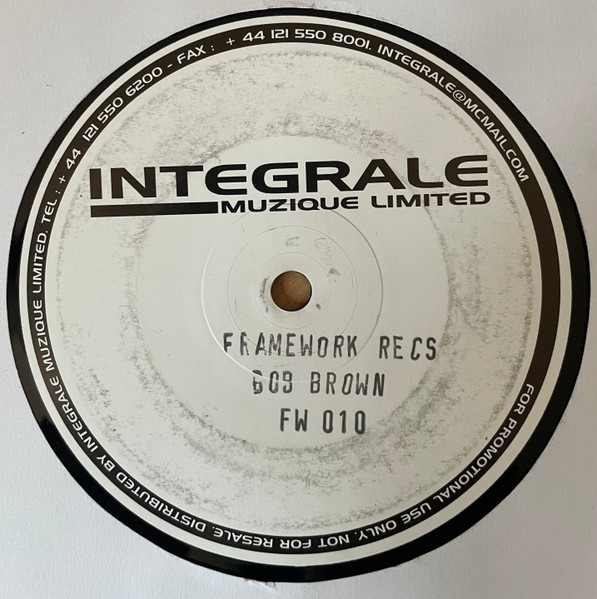 DISTRIBUTED BY INTEGRALE MUZIQUE LIMITED. TEL : + 44 121 550 6200 - FAX : + 44 121 550 8001. INTEGRALE@MCMAIL.COM
INTEGRALE
MUZIQUE LIMITED
FRAMEWORK RECS
BOB BROWN
FW 010
FOR PROMOTIONAL USE ONLY. NOT FOR RESALE.